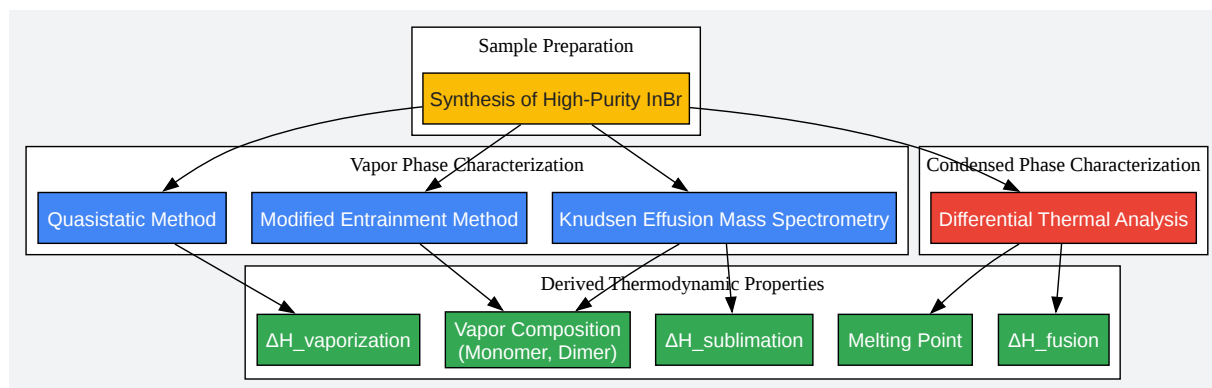 Sample Preparation
Synthesis of High-Purity InBr
Vapor Phase Characterization
Condensed Phase Characterization
Quasistatic Method
Modified Entrainment Method
Knudsen Effusion Mass Spectrometry
Differential Thermal Analysis
Derived Thermodynamic Properties
ΔH_vaporization
Vapor Composition
(Monomer, Dimer)
ΔH_sublimation
Melting Point
ΔH_fusion